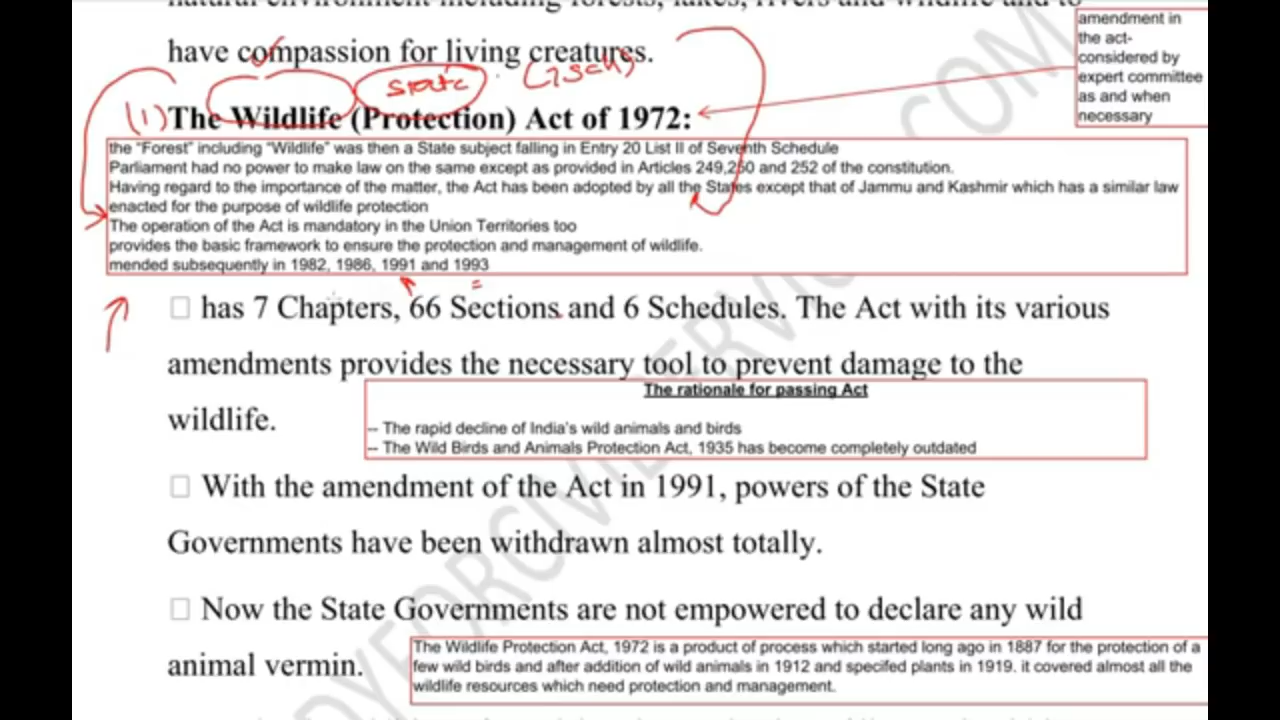 natural environment including forests, lakes, rivers and wildlife and to
have compassion for living creatures.
amendment in
the act-
considered by
expert committee
as and when
necessary
state (7 sch)
(1) The Wildlife (Protection) Act of 1972:
the "Forest" including "Wildlife" was then a State subject falling in Entry 20 List II of Seventh Schedule
Parliament had no power to make law on the same except as provided in Articles 249,250 and 252 of the constitution.
Having regard to the importance of the matter, the Act has been adopted by all the States except that of Jammu and Kashmir which has a similar law
enacted for the purpose of wildlife protection
The operation of the Act is mandatory in the Union Territories too
provides the basic framework to ensure the protection and management of wildlife.
mended subsequently in 1982, 1986, 1991 and 1993
has 7 Chapters, 66 Sections and 6 Schedules. The Act with its various
amendments provides the necessary tool to prevent damage to the
wildlife.
The rationale for passing Act
-- The rapid decline of India's wild animals and birds
-- The Wild Birds and Animals Protection Act, 1935 has become completely outdated
With the amendment of the Act in 1991, powers of the State
Governments have been withdrawn almost totally.
Now the State Governments are not empowered to declare any wild
animal vermin.
The Wildlife Protection Act, 1972 is a product of process which started long ago in 1887 for the protection of a
few wild birds and after addition of wild animals in 1912 and specifed plants in 1919. it covered almost all the
wildlife resources which need protection and management.